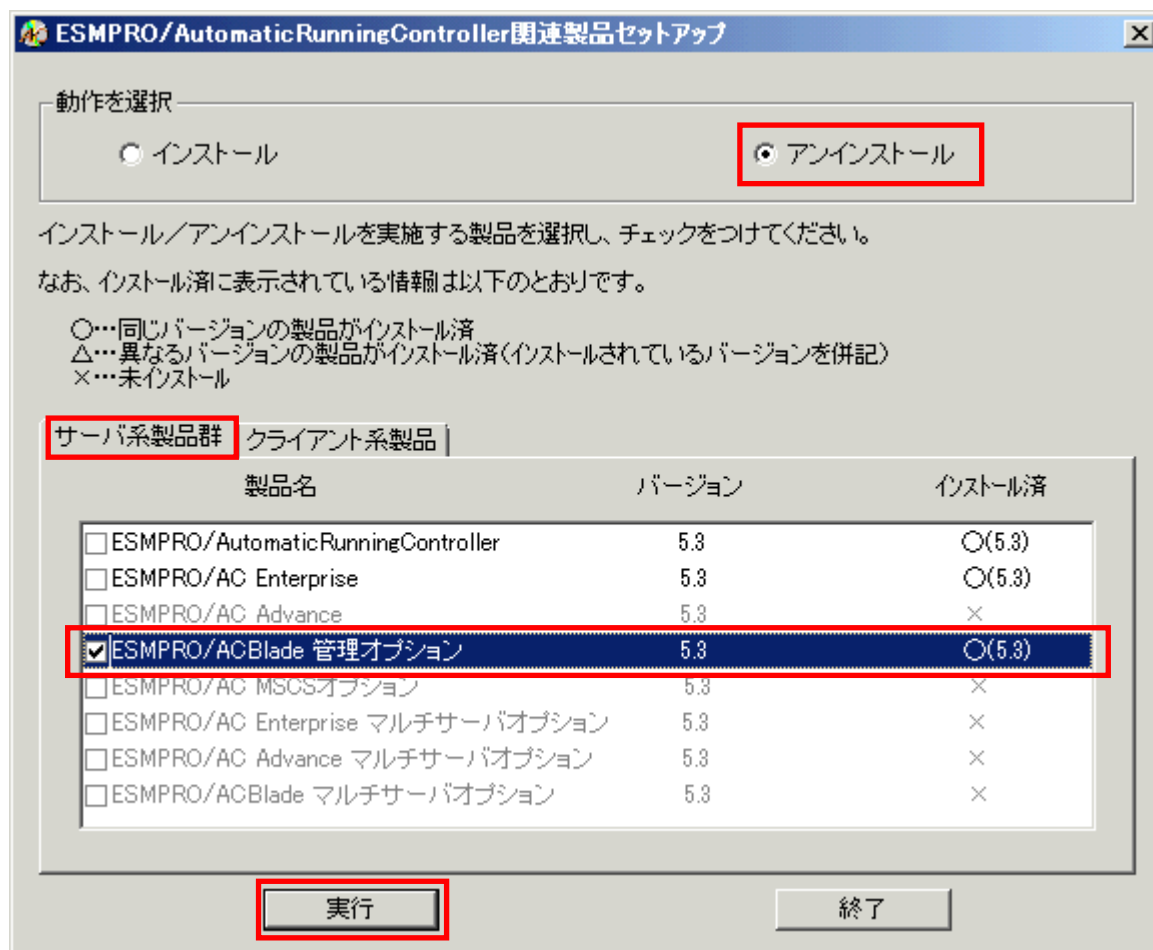 ESMPRO/AutomaticRunningController関連製品セットアップ
動作を選択
インストール アンインストール
インストール／アンインストールを実施する製品を選択し、チェックをつけてください。
なお、インストール済に表示されている情報は以下のとおりです。
○…同じバージョンの製品がインストール済
△…異なるバージョンの製品がインストール済(インストールされているバージョンを併記)
×…未インストール
サーバ系製品群 クライアント系製品
製品名 バージョン インストール済
ESMPRO/AutomaticRunningController 5.3 ○(5.3)
ESMPRO/AC Enterprise 5.3 ○(5.3)
ESMPRO/AC Advance 5.3 ×
ESMPRO/ACBlade 管理オプション 5.3 ○(5.3)
ESMPRO/AC MSCSオプション 5.3 ×
ESMPRO/AC Enterprise マルチサーバオプション 5.3 ×
ESMPRO/AC Advance マルチサーバオプション 5.3 ×
ESMPRO/ACBlade マルチサーバオプション 5.3 ×
実行 終了